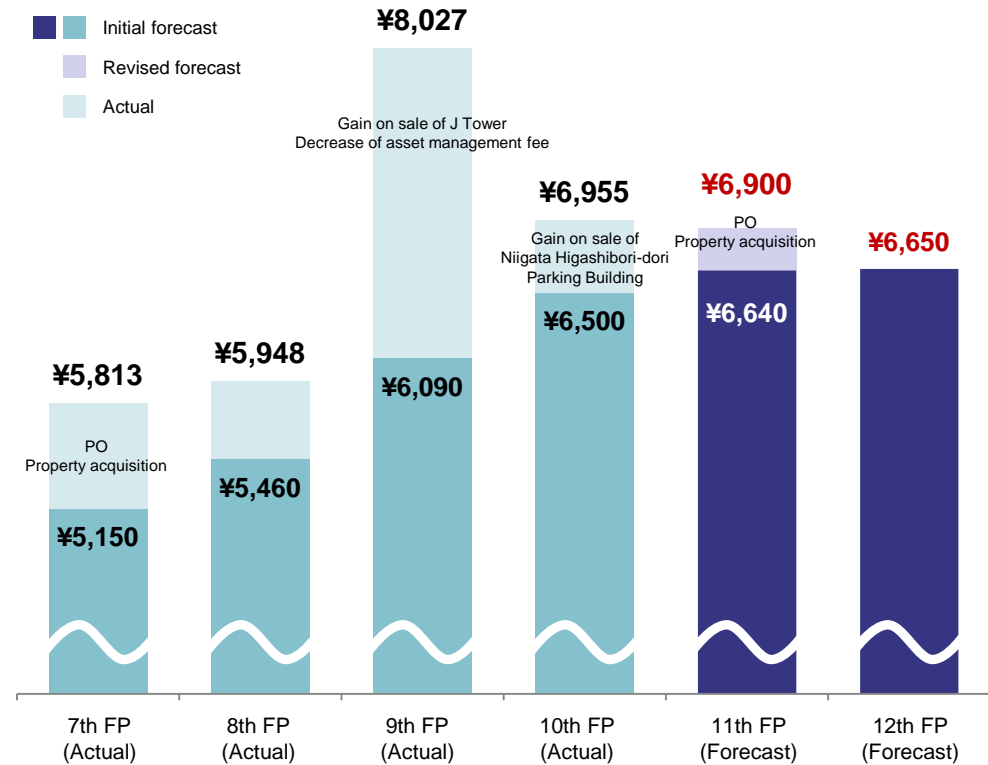 Initial forecast
Revised forecast
Actual
¥5,813
PO
Property acquisition
¥5,150
¥5,948
¥5,460
¥8,027
Gain on sale of J Tower
Decrease of asset management fee
¥6,090
¥6,955
Gain on sale of
Niigata Higashibori-dori
Parking Building
¥6,500
¥6,900
PO
Property acquisition
¥6,640
¥6,650
7th FP
(Actual)
8th FP
(Actual)
9th FP
(Actual)
10th FP
(Actual)
11th FP
(Forecast)
12th FP
(Forecast)